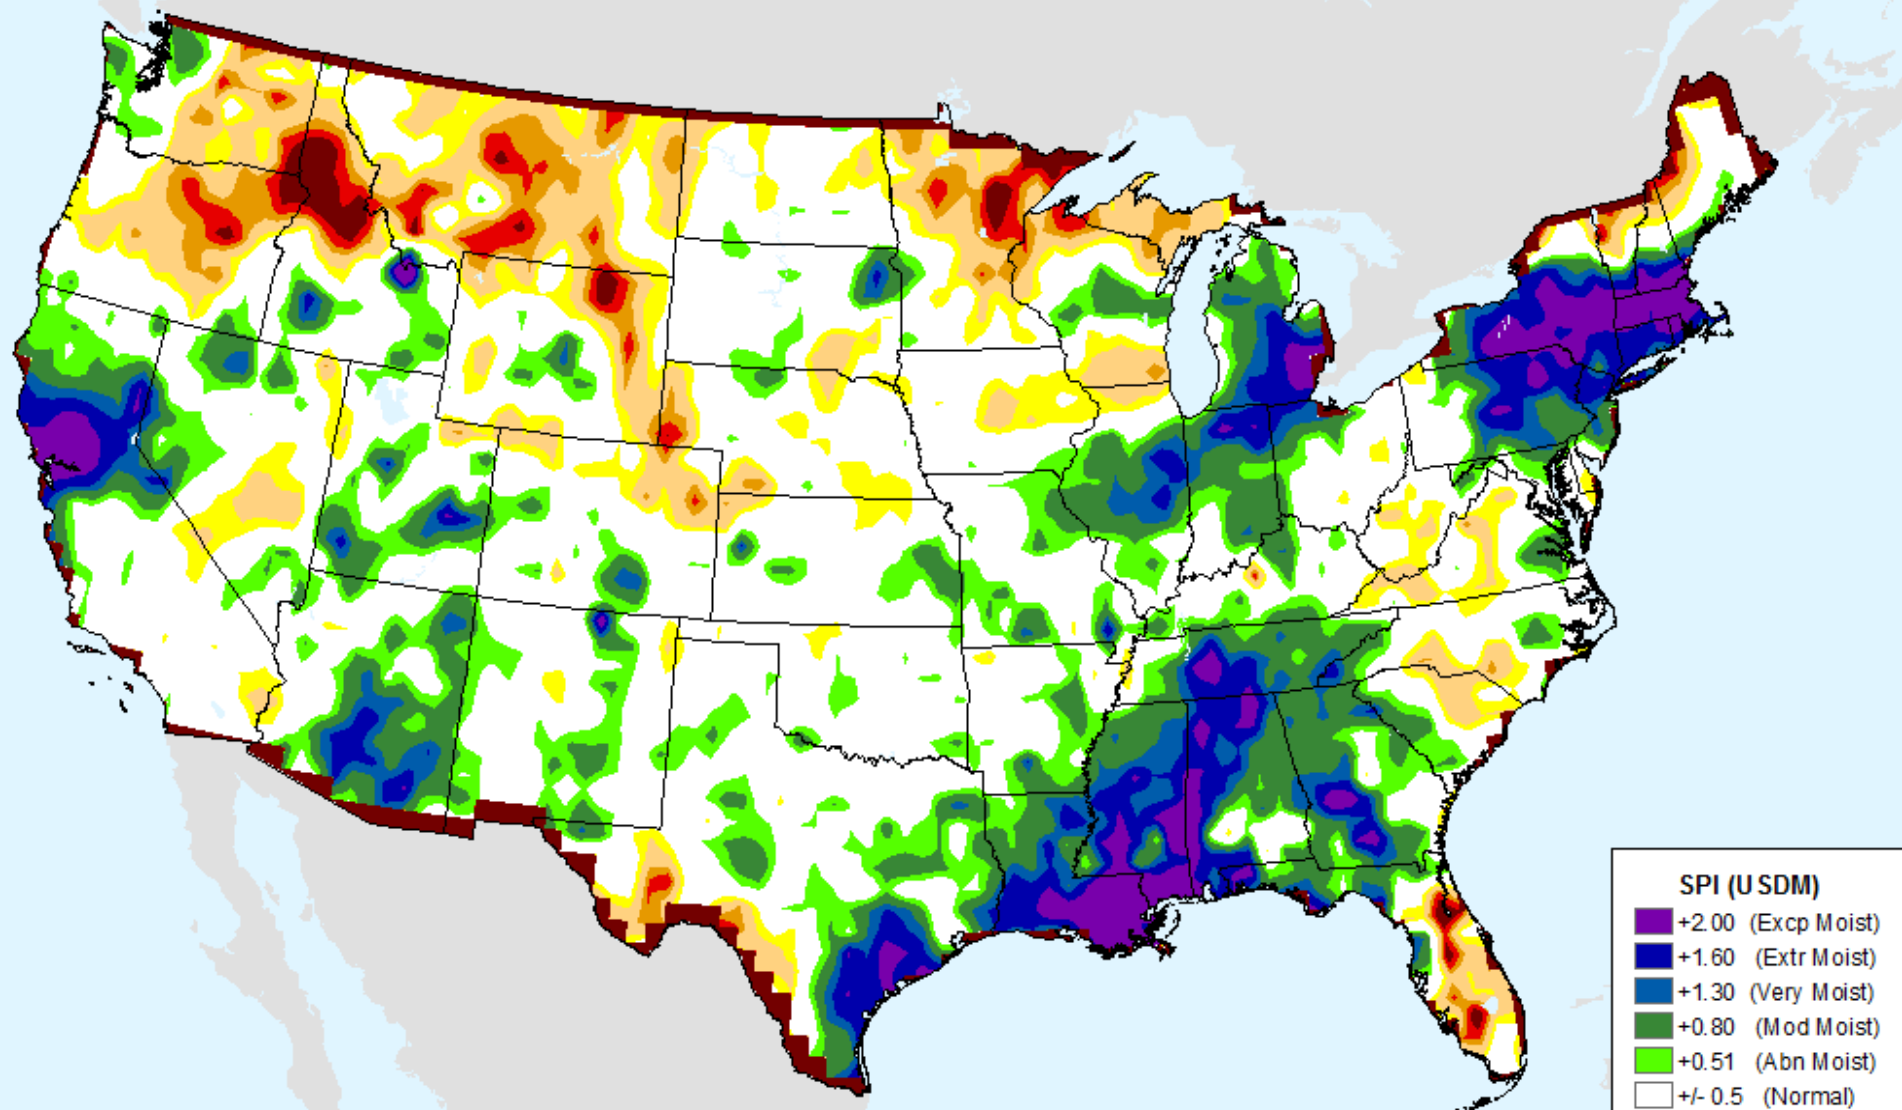 SPI (USDM)
+2.00 (Excp Moist)
+1.60 (Extr Moist)
+1.30 (Very Moist)
+0.80 (Mod Moist)
+0.51 (Abn Moist)
+/- 0.5 (Normal)